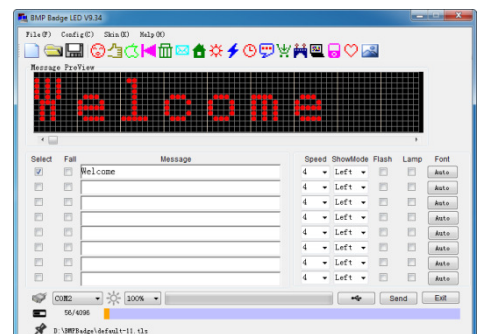 BMP Badge LED V9.34
File(F) Config(C) Skin(K) Help(H)
Message PreView
Welcome
Select Fall Message Speed ShowMode Flash Lamp Font
Welcome 4 Left Auto
4 Left Auto
4 Left Auto
4 Left Auto
4 Left Auto
4 Left Auto
4 Left Auto
4 Left Auto
COM2 100% Send Exit
56/4096
D:\BMPBadge\default-11.tls